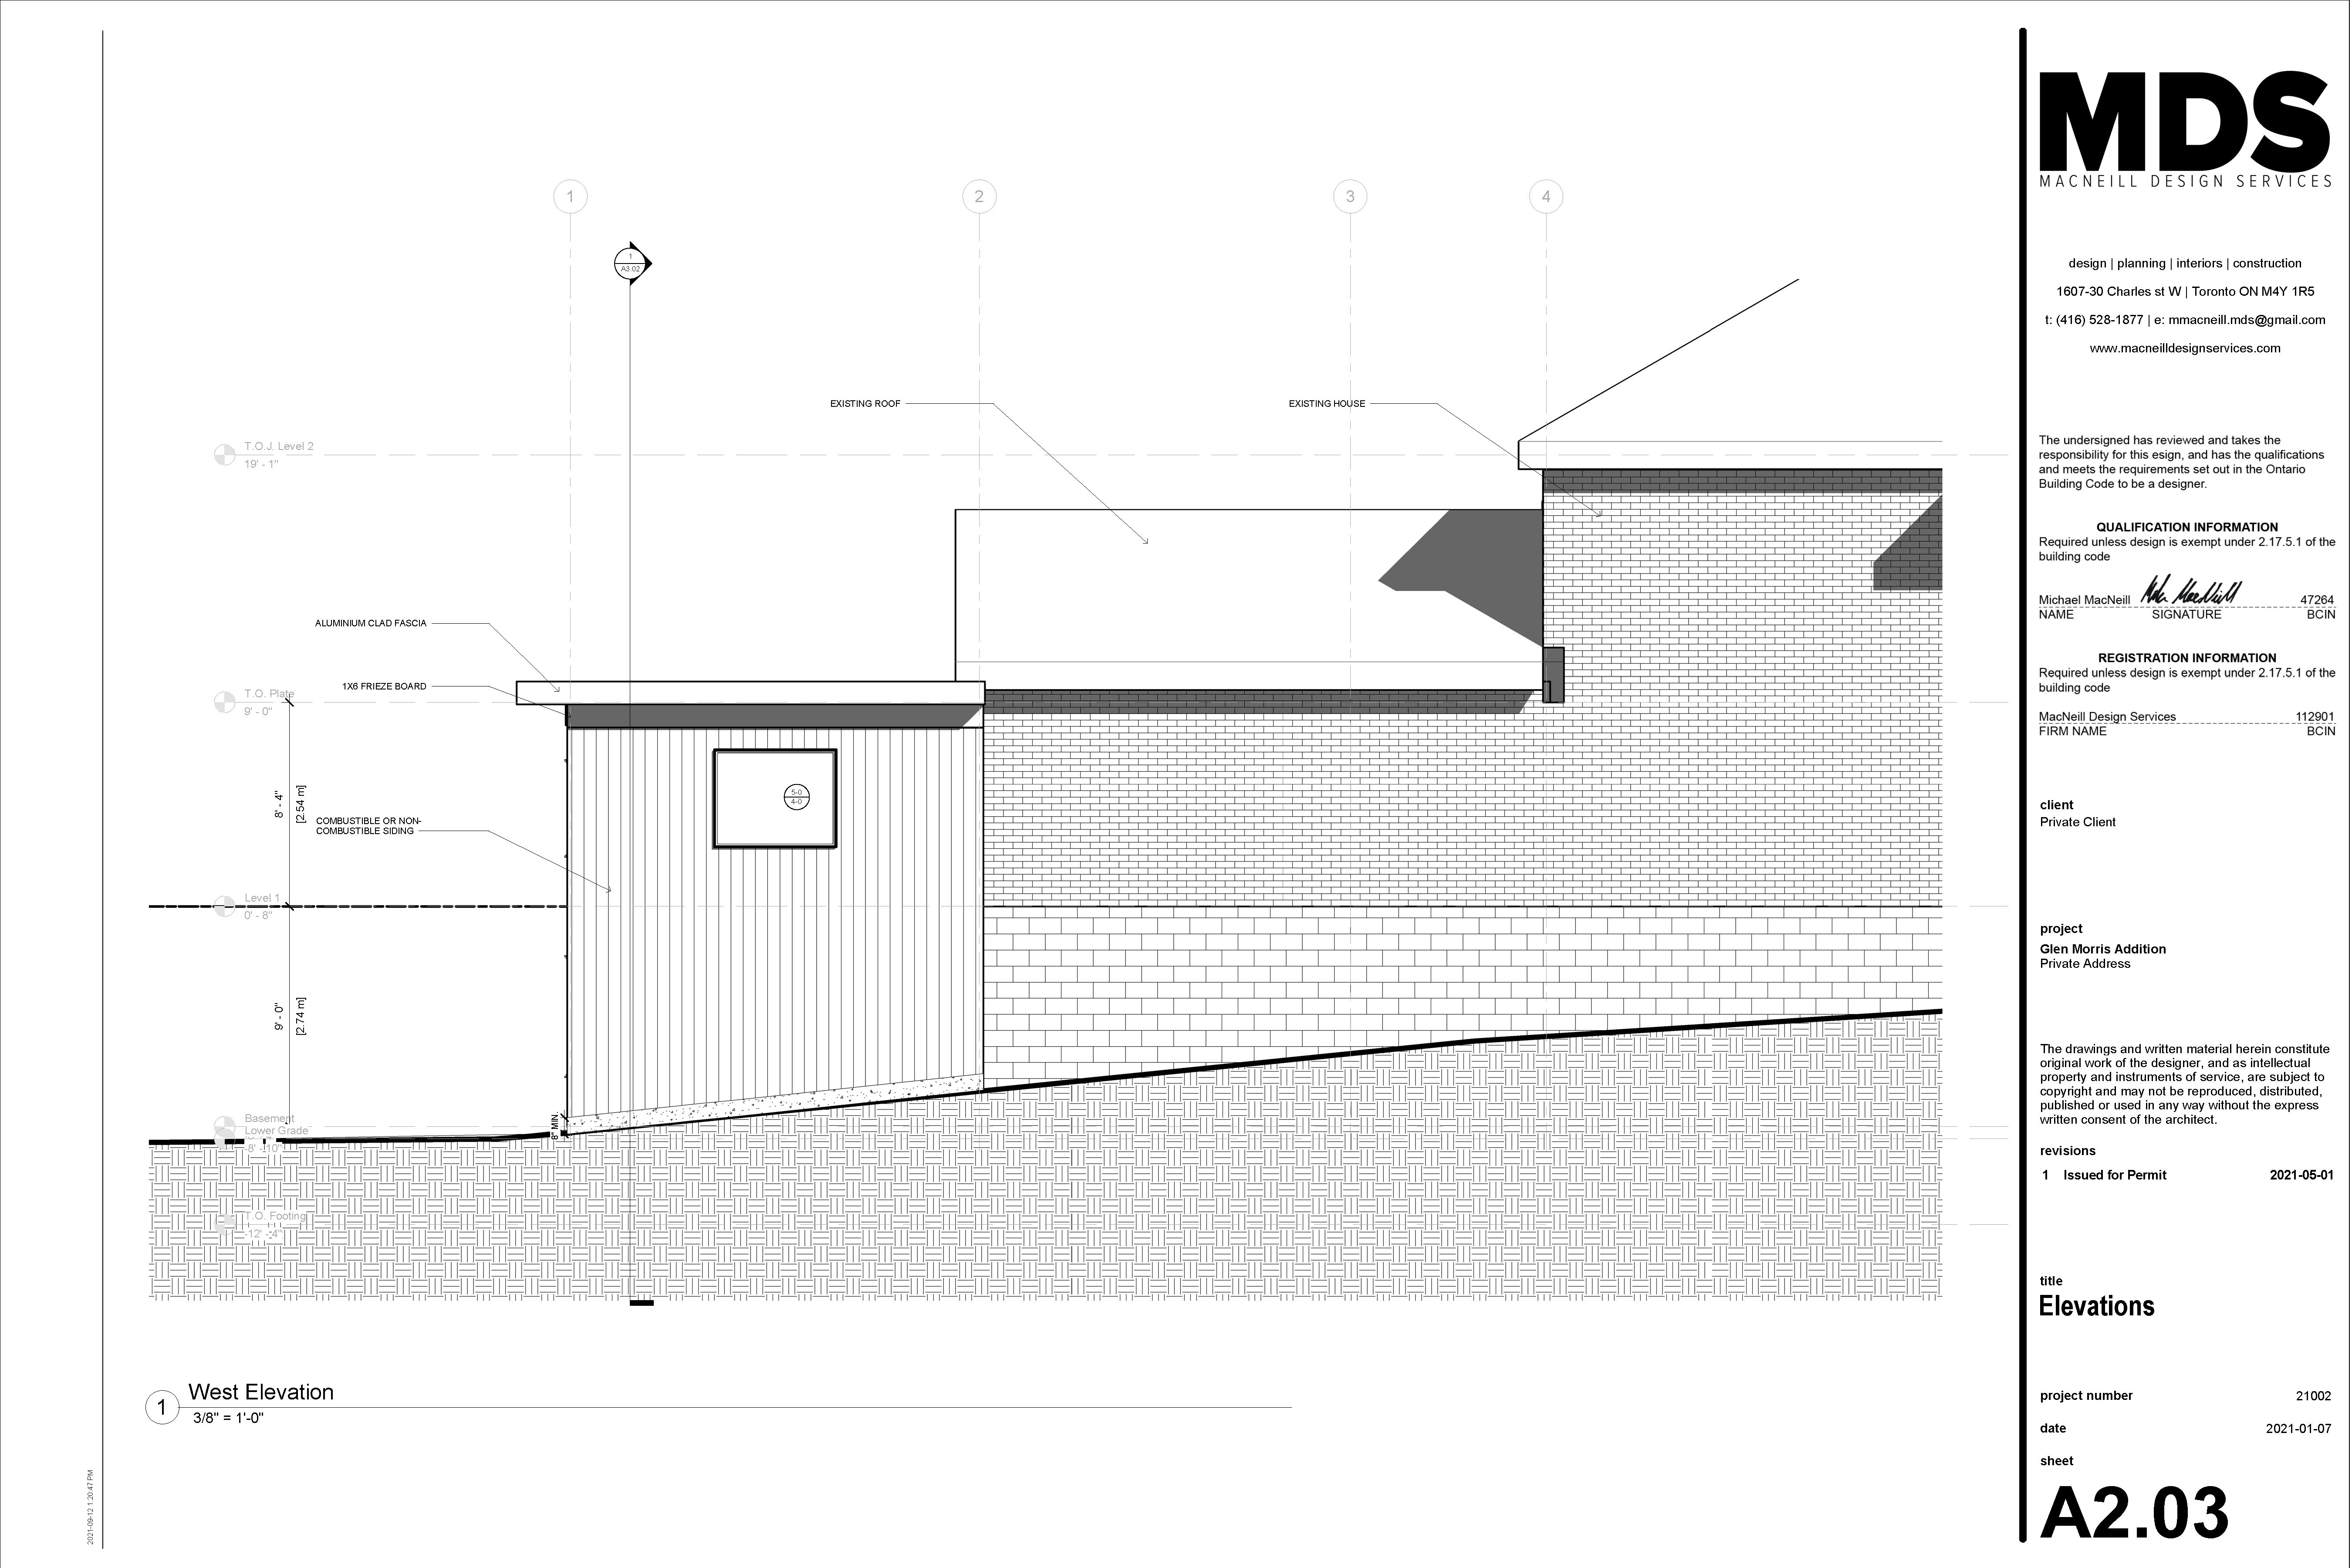 1
2
3
4
1
A3.02
EXISTING ROOF
EXISTING HOUSE
T.O.J. Level 2
19' - 1"
ALUMINIUM CLAD FASCIA
1X6 FRIEZE BOARD
T.O. Plate
9' - 0"
8' - 4"
[2.54 m]
5-0
4-0
COMBUSTIBLE OR NON-
COMBUSTIBLE SIDING
Level 1
0' - 8"
9' - 0"
[2.74 m]
8" MIN.
Basement
Lower Grade
-8' - 10"
T.O. Footing
-12' - 4"
1
West Elevation
3/8" = 1'-0"
2021-09-12 1:20:47 PM
MDS
MACNEILL DESIGN SERVICES
design | planning | interiors | construction
1607-30 Charles st W | Toronto ON M4Y 1R5
t: (416) 528-1877 | e: mmacneill.mds@gmail.com
www.macneilldesignservices.com
The undersigned has reviewed and takes the
responsibility for this esign, and has the qualifications
and meets the requirements set out in the Ontario
Building Code to be a designer.
QUALIFICATION INFORMATION
Required unless design is exempt under 2.17.5.1 of the
building code
Michael MacNeill Mike MacNeill 47264
NAME SIGNATURE BCIN
REGISTRATION INFORMATION
Required unless design is exempt under 2.17.5.1 of the
building code
MacNeill Design Services 112901
FIRM NAME BCIN
client
Private Client
project
Glen Morris Addition
Private Address
The drawings and written material herein constitute
original work of the designer, and as intellectual
property and instruments of service, are subject to
copyright and may not be reproduced, distributed,
published or used in any way without the express
written consent of the architect.
revisions
1 Issued for Permit 2021-05-01
title
Elevations
project number 21002
date 2021-01-07
sheet
A2.03